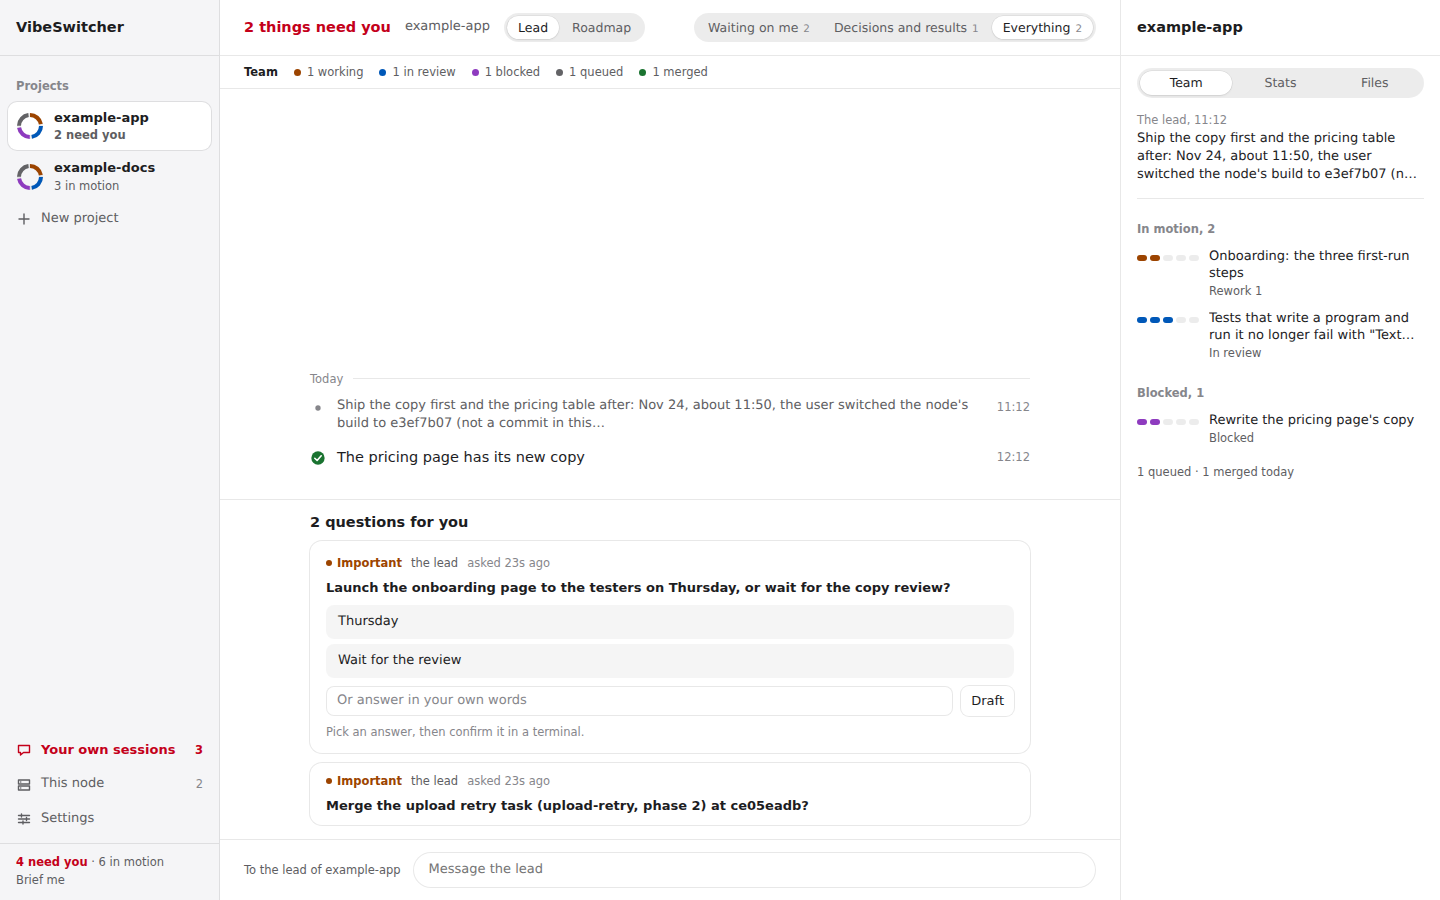 VibeSwitcher
Projects
example-app
2 need you
example-docs
3 in motion
New project
Your own sessions 3
This node 2
Settings
4 need you · 6 in motion
Brief me
2 things need you example-app Lead Roadmap Waiting on me 2 Decisions and results 1 Everything 2
Team 1 working 1 in review 1 blocked 1 queued 1 merged
Today
Ship the copy first and the pricing table after: Nov 24, about 11:50, the user switched the node's 11:12
build to e3ef7b07 (not a commit in this…
The pricing page has its new copy 12:12
2 questions for you
Important the lead asked 23s ago
Launch the onboarding page to the testers on Thursday, or wait for the copy review?
Thursday
Wait for the review
Or answer in your own words Draft
Pick an answer, then confirm it in a terminal.
Important the lead asked 23s ago
Merge the upload retry task (upload-retry, phase 2) at ce05eadb?
To the lead of example-app Message the lead
example-app
Team Stats Files
The lead, 11:12
Ship the copy first and the pricing table
after: Nov 24, about 11:50, the user
switched the node's build to e3ef7b07 (n…
In motion, 2
Onboarding: the three first-run
steps
Rework 1
Tests that write a program and
run it no longer fail with "Text…
In review
Blocked, 1
Rewrite the pricing page's copy
Blocked
1 queued · 1 merged today